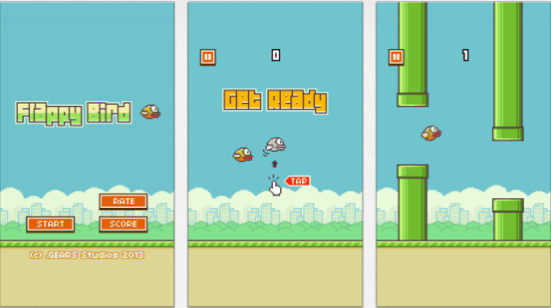 Flappy Bird
RATE
START
SCORE
(c) .GEARS Studios 2013
0
Get Ready
TAP
1